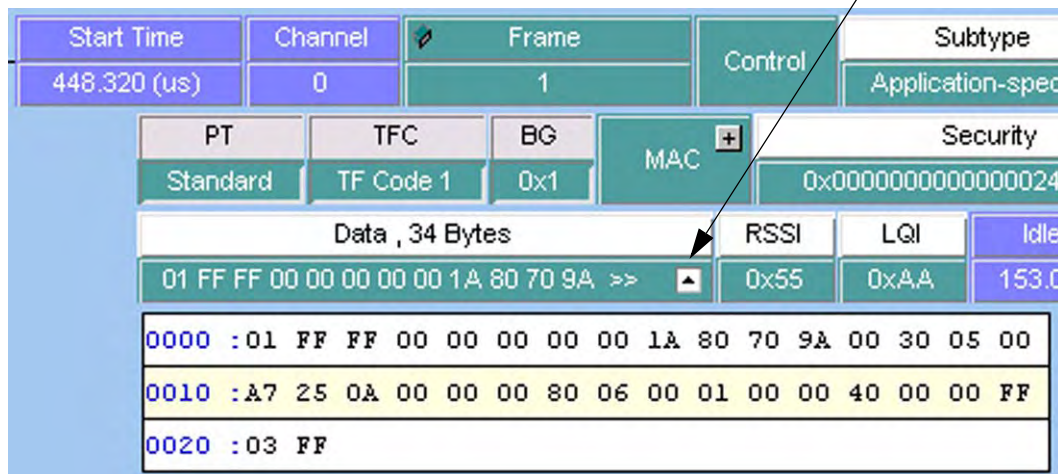 Start Time Channel Frame Control Subtype
448.320 (us) 0 1 Application-spec
PT TFC BG MAC + Security
Standard TF Code 1 0x1 0x0000000000000024
Data , 34 Bytes RSSI LQI Idle
01 FF FF 00 00 00 00 00 1A 80 70 9A >> 0x55 0xAA 153.0
0000 :01 FF FF 00 00 00 00 00 1A 80 70 9A 00 30 05 00
0010 :A7 25 0A 00 00 00 80 06 00 01 00 00 40 00 00 FF
0020 :03 FF